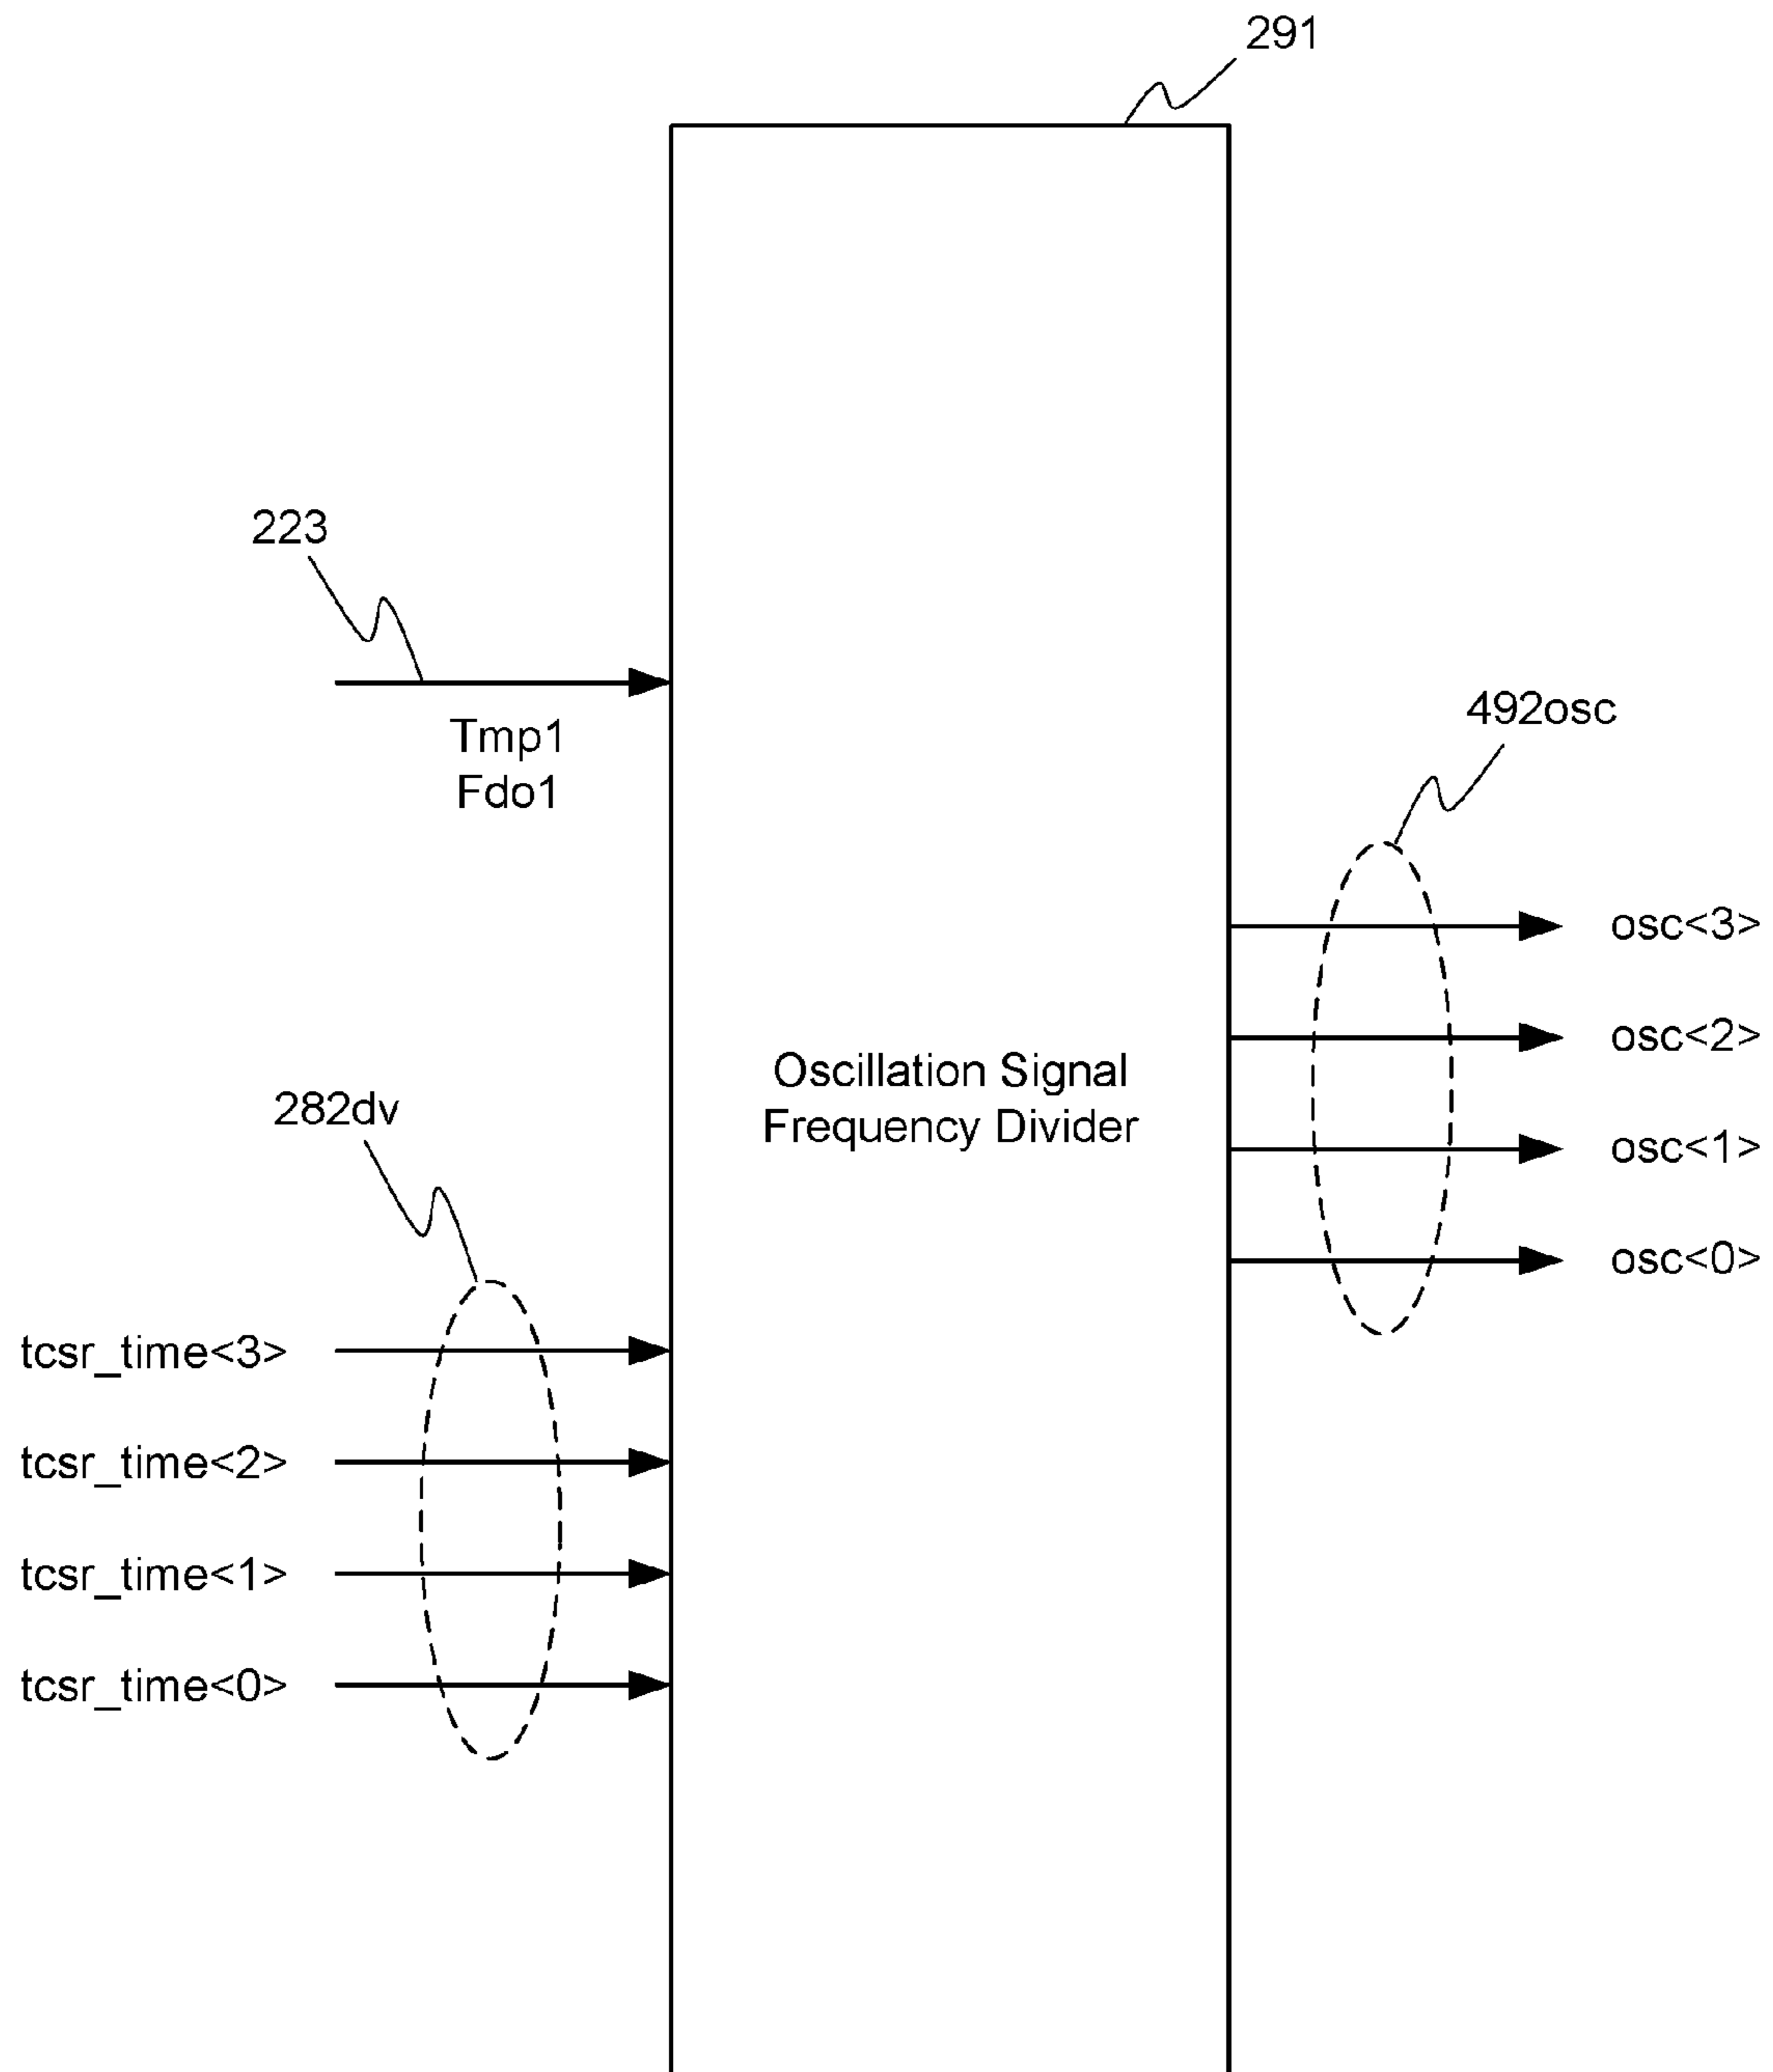 291
223
Tmp1
Fdo1
492osc
osc<3>
osc<2>
Oscillation Signal
Frequency Divider
282dv
osc<1>
osc<0>
tcsr_time<3>
tcsr_time<2>
tcsr_time<1>
tcsr_time<0>